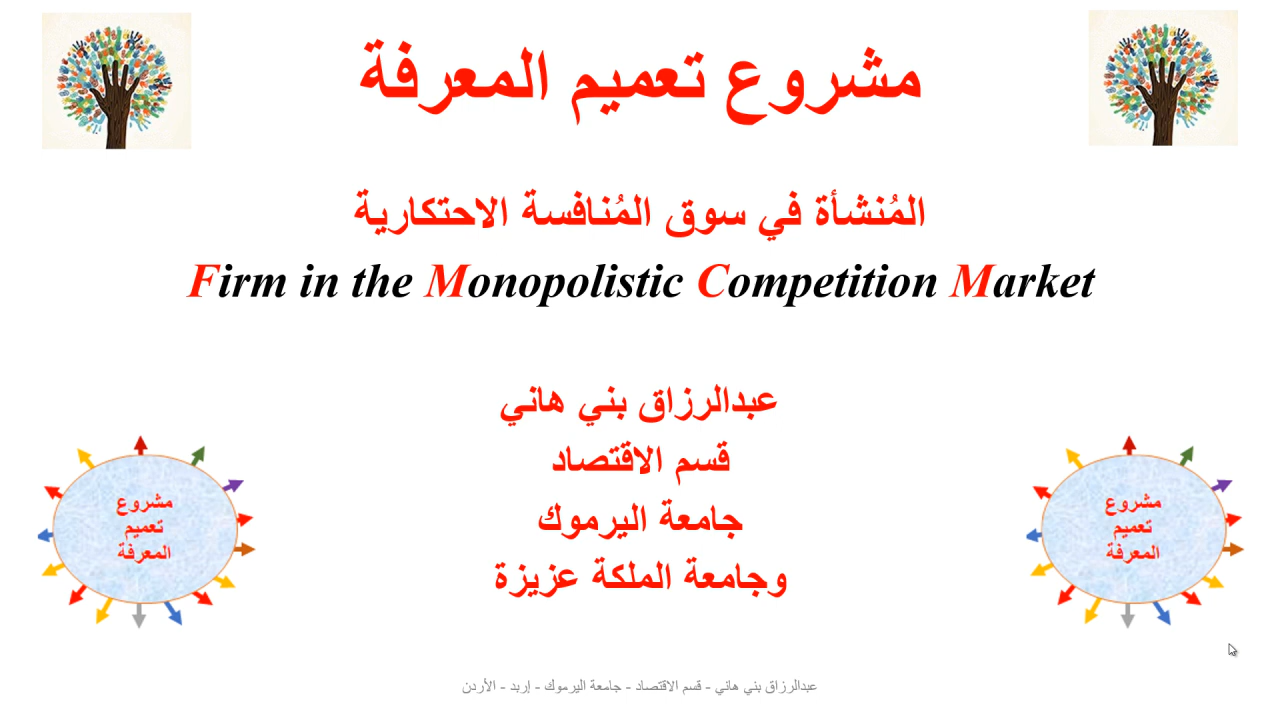 مشروع تعميم المعرفة
المُنشأة في سوق المُنافسة الاحتكارية
Firm in the Monopolistic Competition Market
عبدالرزاق بني هاني
قسم الاقتصاد
جامعة اليرموك
وجامعة الملكة عزيزة
مشروع
تعميم
المعرفة
مشروع
تعميم
المعرفة
عبدالرزاق بني هاني - قسم الاقتصاد - جامعة اليرموك - إربد - الأردن